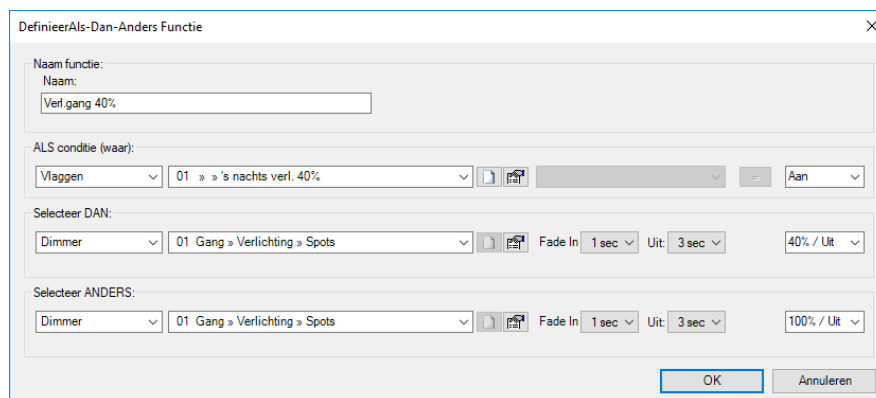 DefinieerAls-Dan-Anders Functie
Naam functie:
Naam:
Verl.gang 40%
ALS conditie (waar):
Vlaggen 01 » » 's nachts verl. 40% = Aan
Selecteer DAN:
Dimmer 01 Gang » Verlichting » Spots Fade In 1 sec Uit: 3 sec 40% / Uit
Selecteer ANDERS:
Dimmer 01 Gang » Verlichting » Spots Fade In 1 sec Uit: 3 sec 100% / Uit
OK Annuleren